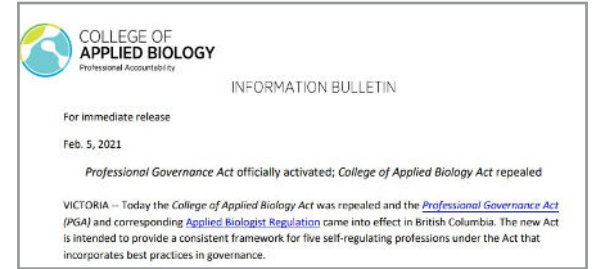 COLLEGE OF
APPLIED BIOLOGY
Professional Accountability
INFORMATION BULLETIN
For immediate release
Feb. 5, 2021
Professional Governance Act officially activated; College of Applied Biology Act repealed
VICTORIA – Today the College of Applied Biology Act was repealed and the Professional Governance Act
(PGA) and corresponding Applied Biologist Regulation came into effect in British Columbia. The new Act
is intended to provide a consistent framework for five self-regulating professions under the Act that
incorporates best practices in governance.